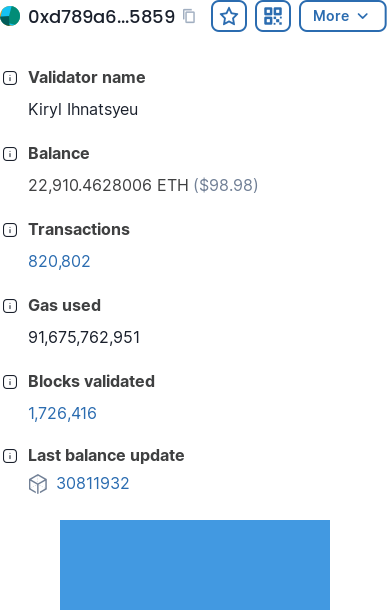 0xd789a6...5859
More
Validator name
Kiryl Ihnatsyeu
Balance
22,910.4628006 ETH ($98.98)
Transactions
820,802
Gas used
91,675,762,951
Blocks validated
1,726,416
Last balance update
30811932